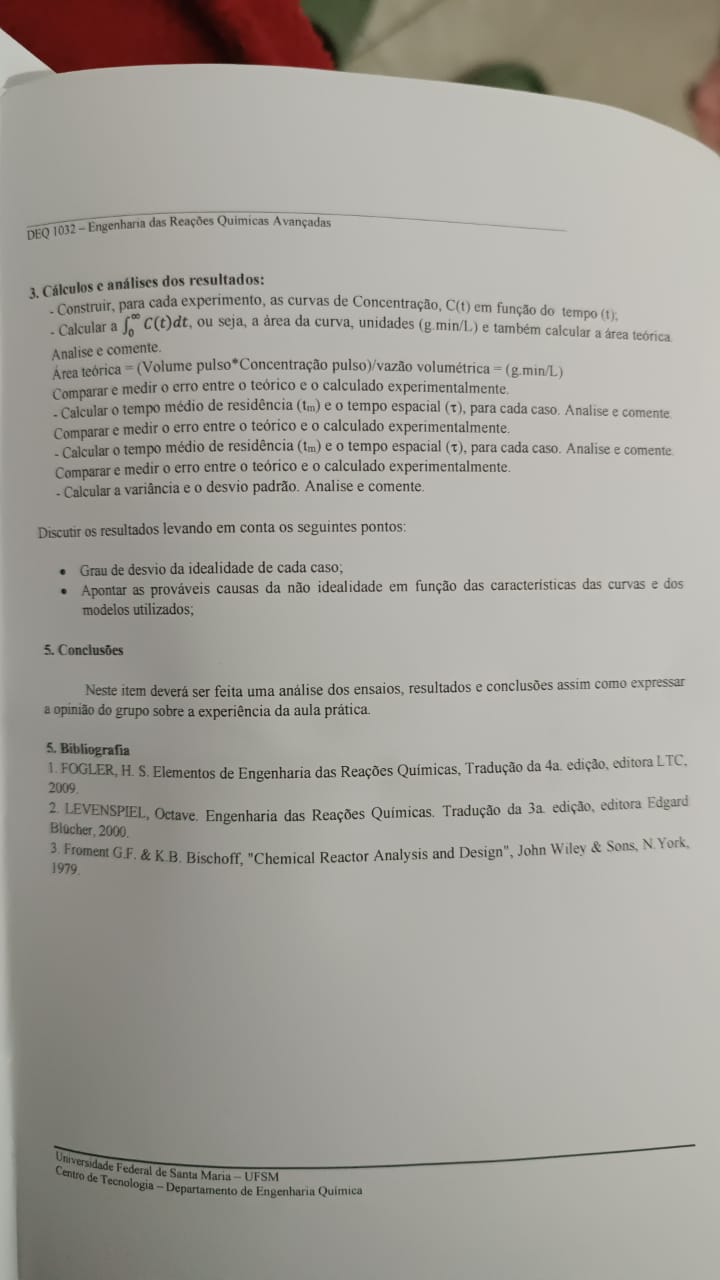 DEQ 1032 – Engenharia das Reações Químicas Avançadas
3. Cálculos e análises dos resultados:
- Construir, para cada experimento, as curvas de Concentração, C(t) em função do tempo (t);
- Calcular a ∫₀^∞ C(t)dt, ou seja, a área da curva, unidades (g.min/L) e também calcular a área teórica.
Analise e comente.
Área teórica = (Volume pulso*Concentração pulso)/vazão volumétrica = (g.min/L)
Comparar e medir o erro entre o teórico e o calculado experimentalmente.
- Calcular o tempo médio de residência (tₘ) e o tempo espacial (τ), para cada caso. Analise e comente.
Comparar e medir o erro entre o teórico e o calculado experimentalmente.
- Calcular o tempo médio de residência (tₘ) e o tempo espacial (τ), para cada caso. Analise e comente.
Comparar e medir o erro entre o teórico e o calculado experimentalmente.
- Calcular a variância e o desvio padrão. Analise e comente.
Discutir os resultados levando em conta os seguintes pontos:
• Grau de desvio da idealidade de cada caso;
• Apontar as prováveis causas da não idealidade em função das características das curvas e dos
modelos utilizados;
5. Conclusões
Neste item deverá ser feita uma análise dos ensaios, resultados e conclusões assim como expressar
a opinião do grupo sobre a experiência da aula prática.
5. Bibliografia
1. FOGLER, H. S. Elementos de Engenharia das Reações Químicas, Tradução da 4a. edição, editora LTC,
2009.
2. LEVENSPIEL, Octave. Engenharia das Reações Químicas. Tradução da 3a. edição, editora Edgard
Blücher, 2000.
3. Froment G.F. & K.B. Bischoff, "Chemical Reactor Analysis and Design", John Wiley & Sons, N.York,
1979.
Universidade Federal de Santa Maria – UFSM
Centro de Tecnologia – Departamento de Engenharia Química